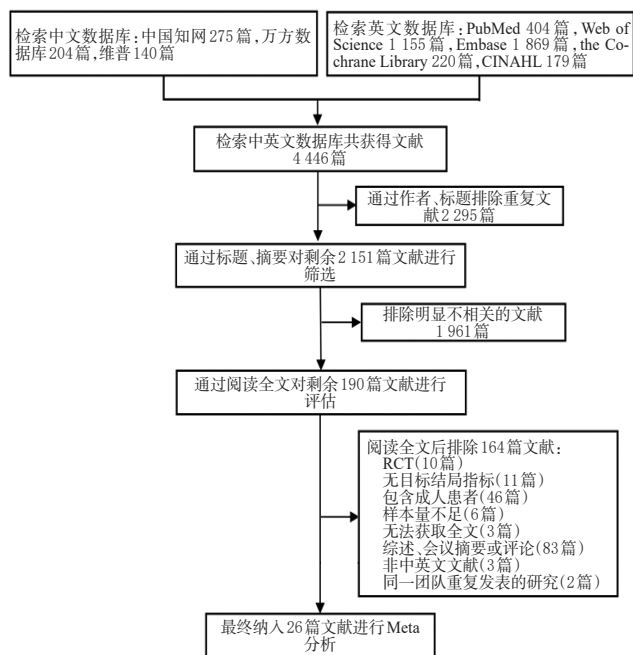 检索中文数据库:中国知网275篇,万方数
据库204篇,维普140篇
检索英文数据库:PubMed 404篇,Web of
Science 1 155篇,Embase 1 869篇,the Co-
chrane Library 220篇,CINAHL 179篇
检索中英文数据库共获得文献
4 446篇
通过作者、标题排除重复文
献2 295篇
通过标题、摘要对剩余2 151篇文献进行
筛选
排除明显不相关的文献
1 961篇
通过阅读全文对剩余190篇文献进行
评估
阅读全文后排除164篇文献:
RCT(10篇)
无目标结局指标(11篇)
包含成人患者(46篇)
样本量不足(6篇)
无法获取全文(3篇)
综述、会议摘要或评论(83篇)
非中英文文献(3篇)
同一团队重复发表的研究(2篇)
最终纳入26篇文献进行Meta
分析